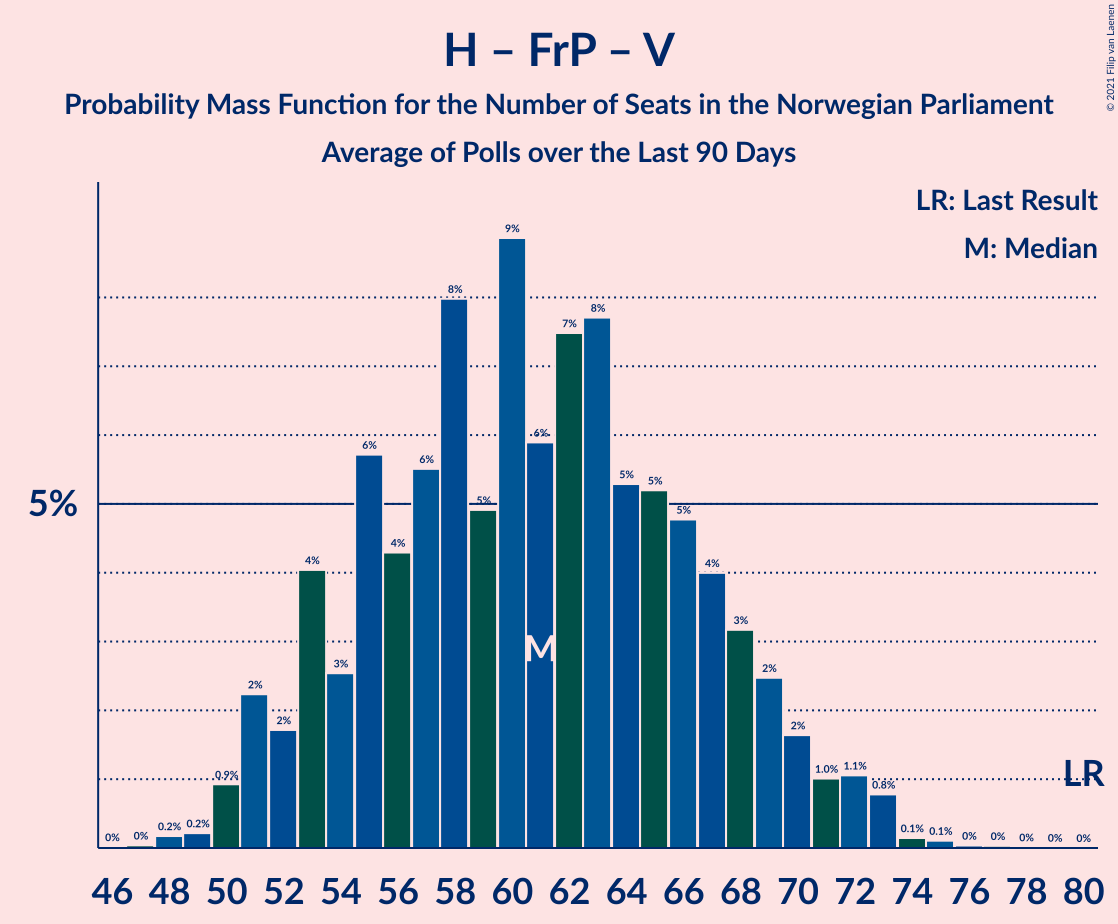 H – FrP – V
Probability Mass Function for the Number of Seats in the Norwegian Parliament
Average of Polls over the Last 90 Days
© 2021 Filip van Laenen
LR: Last Result
M: Median
5%
0% 0% 0.2% 0.2% 0.9% 2% 2% 4% 3% 6% 4% 6% 8% 5% 9% 6% 7% 8% 5% 5% 5% 4% 3% 2% 2% 1.0% 1.1% 0.8% 0.1% 0.1% 0% 0% 0% 0% 0%
M
LR
46 48 50 52 54 56 58 60 62 64 66 68 70 72 74 76 78 80